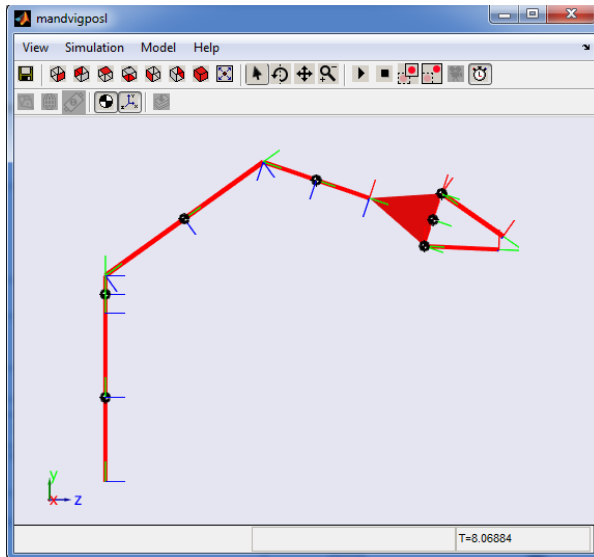 mandvigposl
View Simulation Model Help
y
x z
T=8.06884